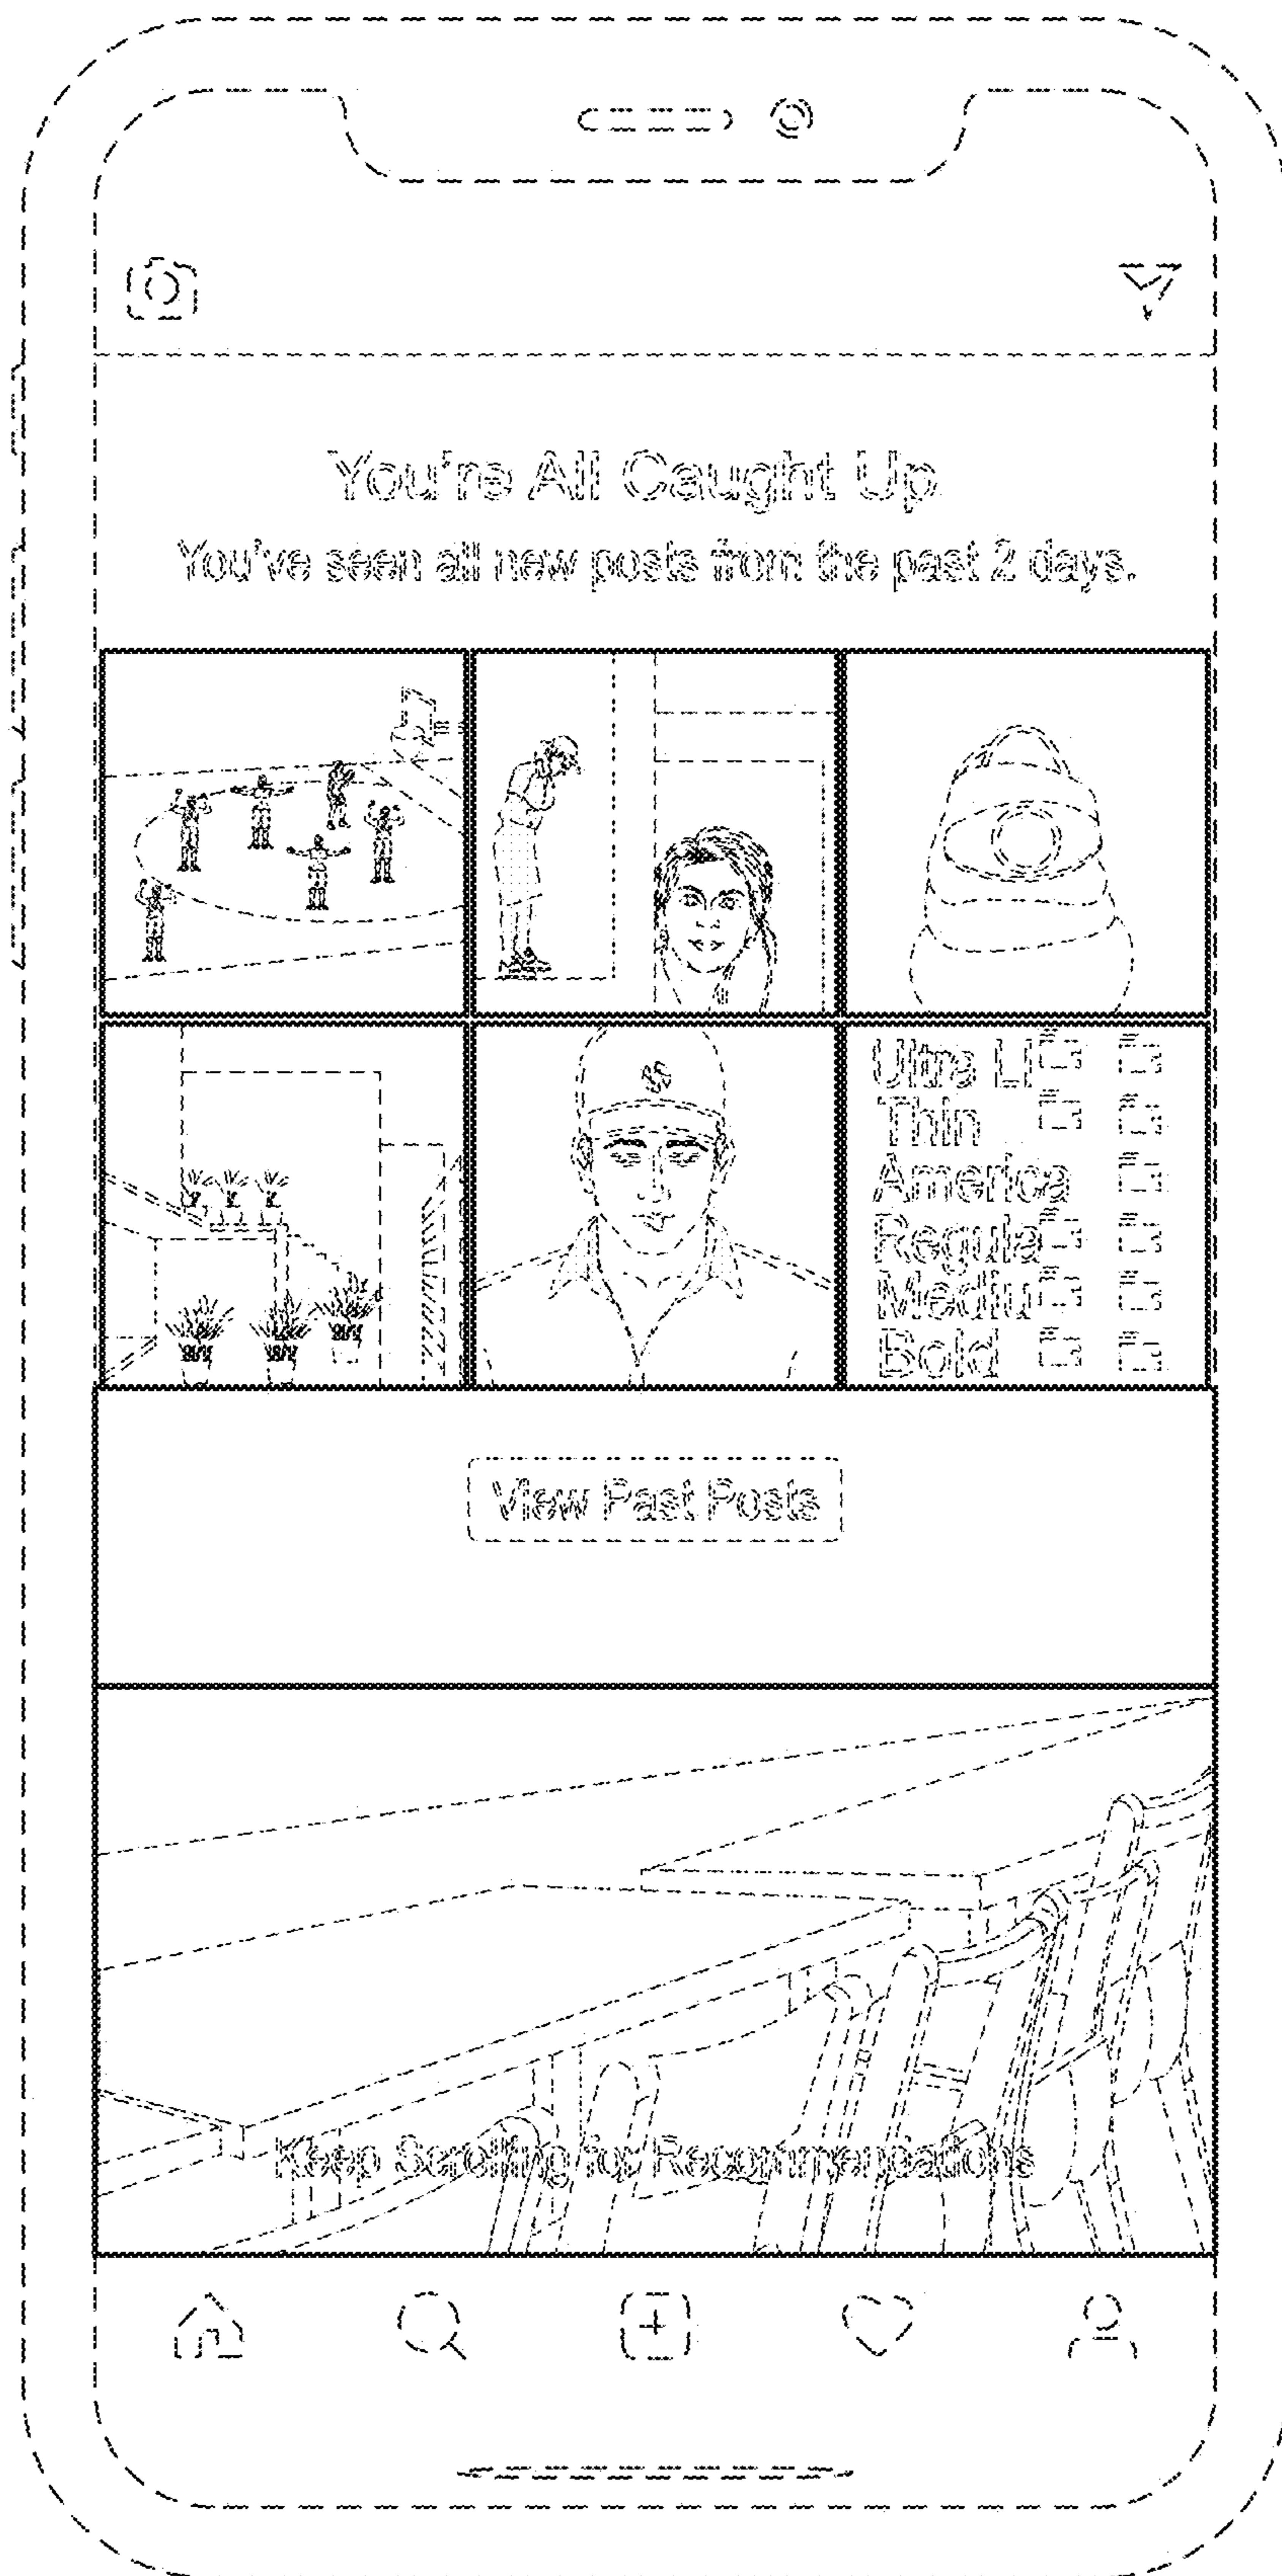 You're All Caught Up
You've seen all new posts from the past 2 days.
Ultra Li
Thin
America
Regula
Mediu
Bold
View Past Posts
Keep Scrolling for Recommendations